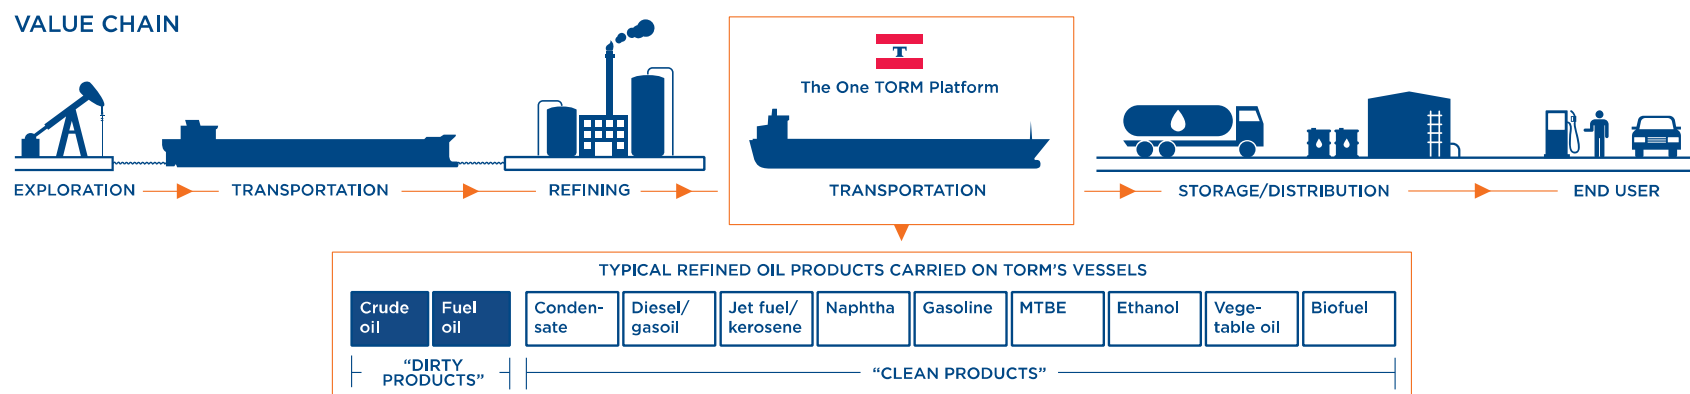 VALUE CHAIN
T
The One TORM Platform
EXPLORATION
TRANSPORTATION
REFINING
TRANSPORTATION
STORAGE/DISTRIBUTION
END USER
TYPICAL REFINED OIL PRODUCTS CARRIED ON TORM'S VESSELS
Crude
oil
Fuel
oil
Conden-
sate
Diesel/
gasoil
Jet fuel/
kerosene
Naphtha
Gasoline
MTBE
Ethanol
Vege-
table oil
Biofuel
“DIRTY
PRODUCTS”
“CLEAN PRODUCTS”